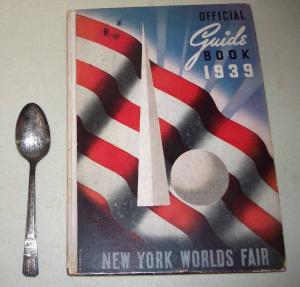 OFFICIAL
Guide
BOOK
1939
NEW YORK WORLDS FAIR